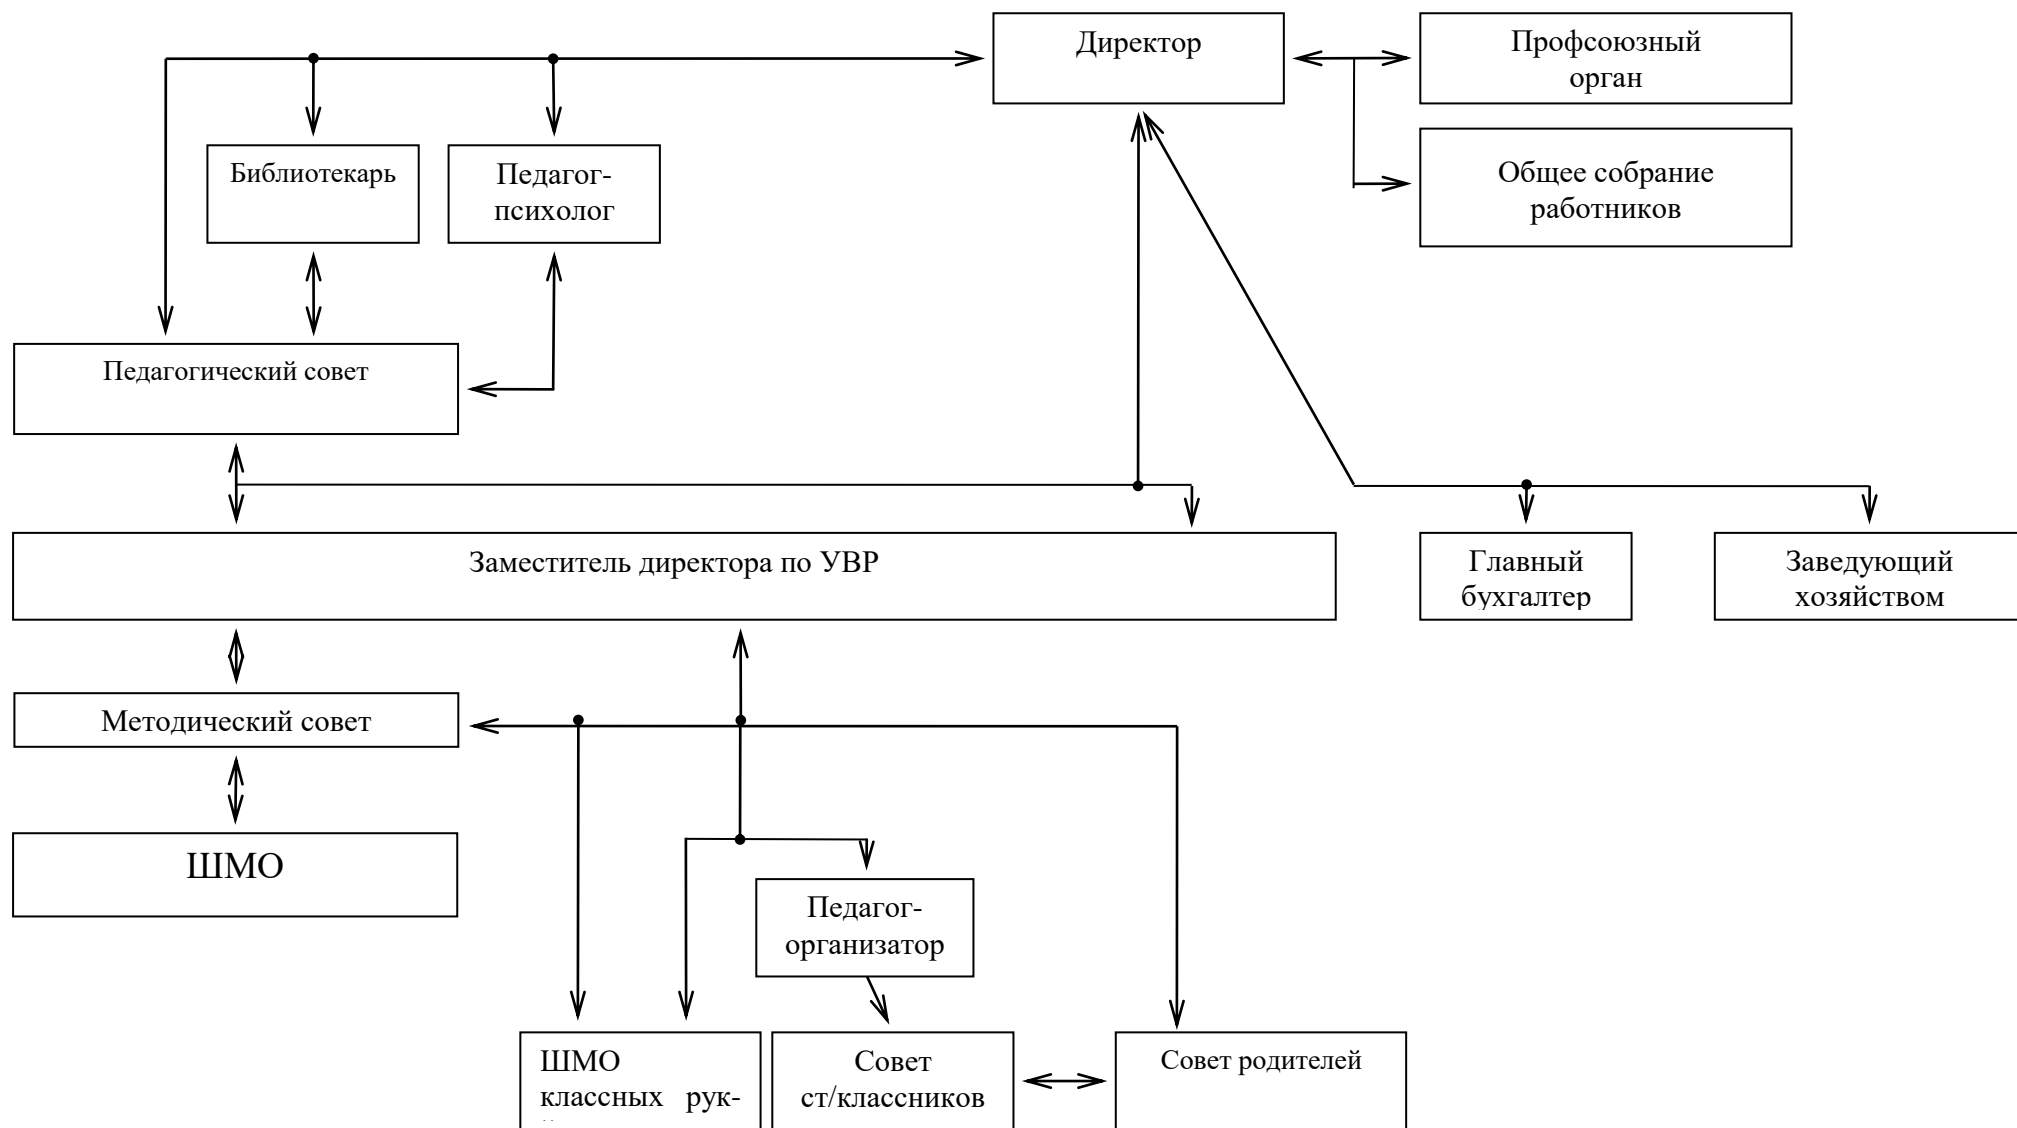 Директор
Профсоюзный
орган
Библиотекарь
Педагог-
психолог
Общее собрание
работников
Педагогический совет
Заместитель директора по УВР
Главный
бухгалтер
Заведующий
хозяйством
Методический совет
ШМО
Педагог-
организатор
ШМО
классных рук-
Совет
ст/классников
Совет родителей